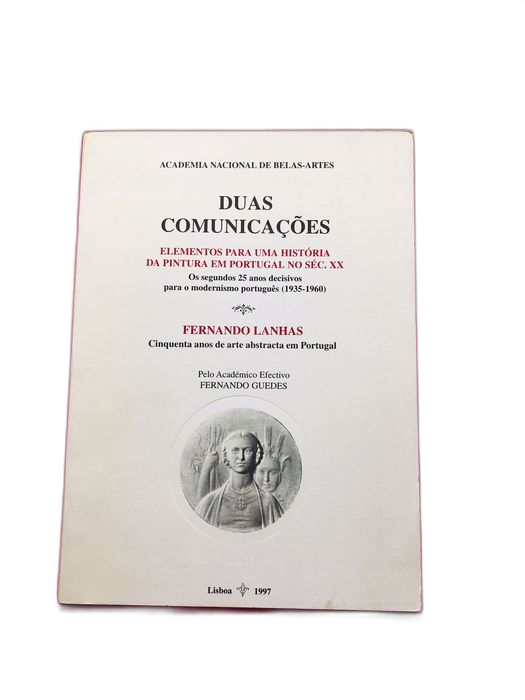 ACADEMIA NACIONAL DE BELAS-ARTES
DUAS
COMUNICAÇÕES
ELEMENTOS PARA UMA HISTÓRIA
DA PINTURA EM PORTUGAL NO SÉC. XX
Os segundos 25 anos decisivos
para o modernismo português (1935-1960)
FERNANDO LANHAS
Cinquenta anos de arte abstracta em Portugal
Pelo Académico Efectivo
FERNANDO GUEDES
Lisboa 1997